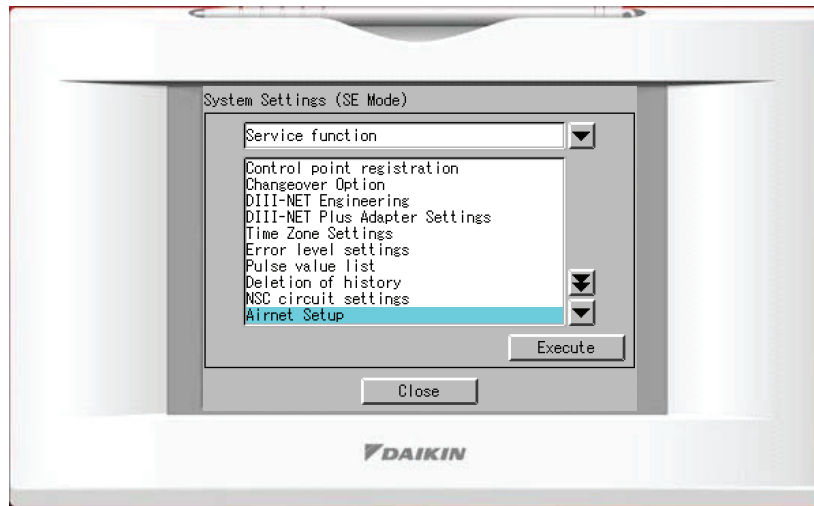 System Settings (SE Mode)
Service function
Control point registration
Changeover Option
DIII-NET Engineering
DIII-NET Plus Adapter Settings
Time Zone Settings
Error level settings
Pulse value list
Deletion of history
NSC circuit settings
Airnet Setup
Execute
Close
DAIKIN